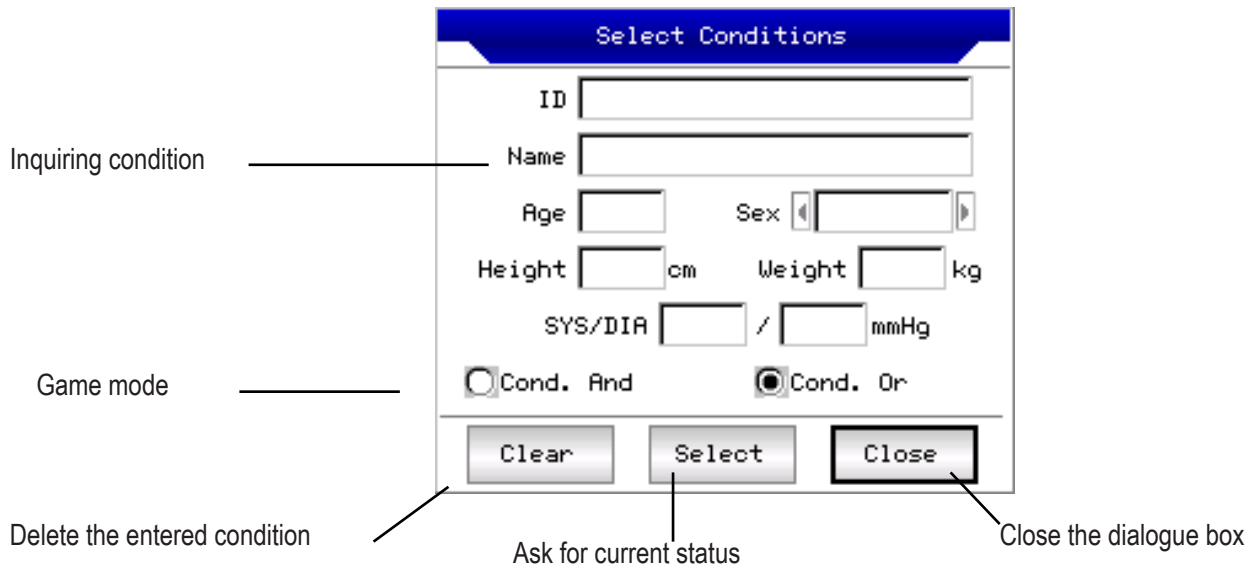 Select Conditions
ID
Inquiring condition
Name
Age Sex
Height cm Weight kg
SYS/DIA / mmHg
Game mode
Cond. And Cond. Or
Clear Select Close
Delete the entered condition
Ask for current status
Close the dialogue box